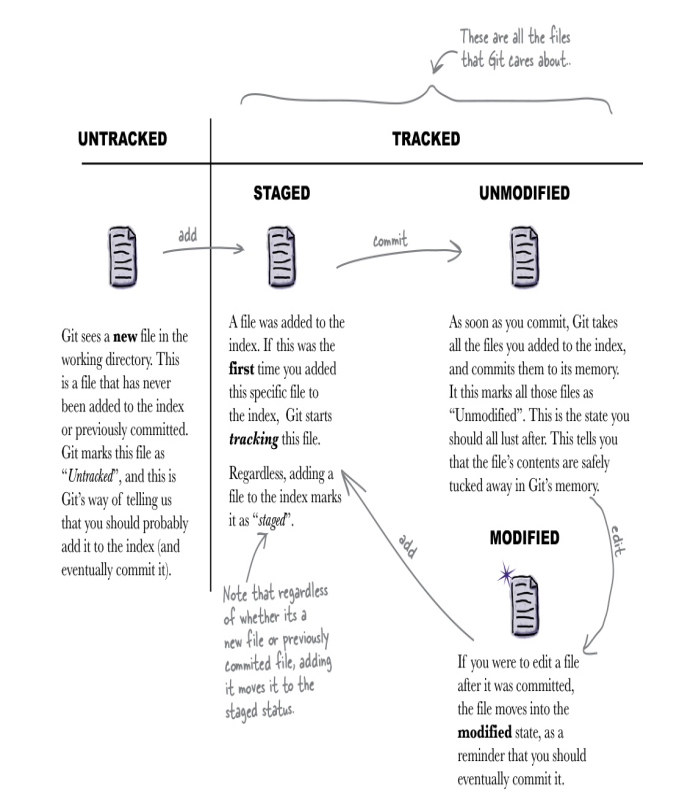 These are all the files
that Git cares about..
UNTRACKED
TRACKED
STAGED
UNMODIFIED
add
commit
Git sees a new file in the
working directory. This
is a file that has never
been added to the index
or previously committed.
Git marks this file as
“Untracked”, and this is
Git’s way of telling us
that you should probably
add it to the index (and
eventually commit it).
A file was added to the
index. If this was the
first time you added
this specific file to
the index, Git starts
tracking this file.
Regardless, adding a
file to the index marks
it as “staged”.
Note that regardless
of whether its a
new file or previously
commited file, adding
it moves it to the
staged status.
As soon as you commit, Git takes
all the files you added to the index,
and commits them to its memory.
It this marks all those files as
“Unmodified”. This is the state you
should all lust after. This tells you
that the file’s contents are safely
tucked away in Git’s memory.
edit
add
MODIFIED
If you were to edit a file
after it was committed,
the file moves into the
modified state, as a
reminder that you should
eventually commit it.